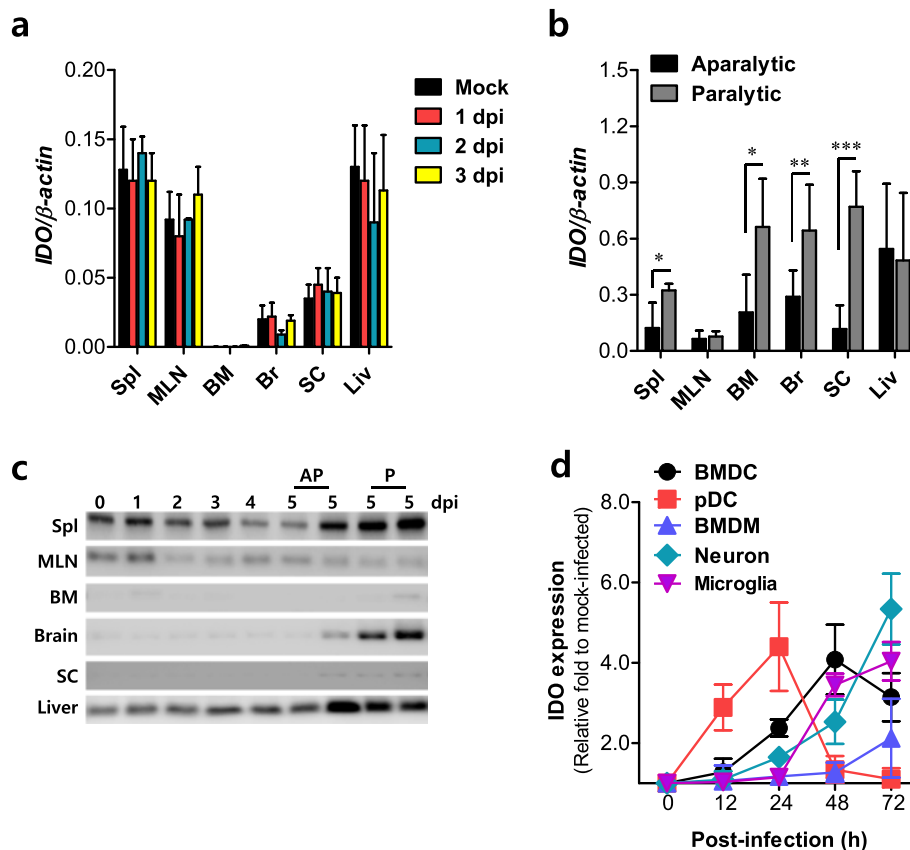 a
0.20
0.15
0.10
0.05
0.00
IDO/β-actin
Mock
1 dpi
2 dpi
3 dpi
Spl MLN BM Br SC Liv
b
1.5
1.2
0.9
0.6
0.3
0.0
IDO/β-actin
Aparalytic
Paralytic
* * ** ***
Spl MLN BM Br SC Liv
c
AP P
0 1 2 3 4 5 5 5 5 dpi
Spl
MLN
BM
Brain
SC
Liver
d
BMDC
pDC
BMDM
Neuron
Microglia
8.0
6.0
4.0
2.0
IDO expression
(Relative fold to mock-infected)
0 12 24 48 72
Post-infection (h)